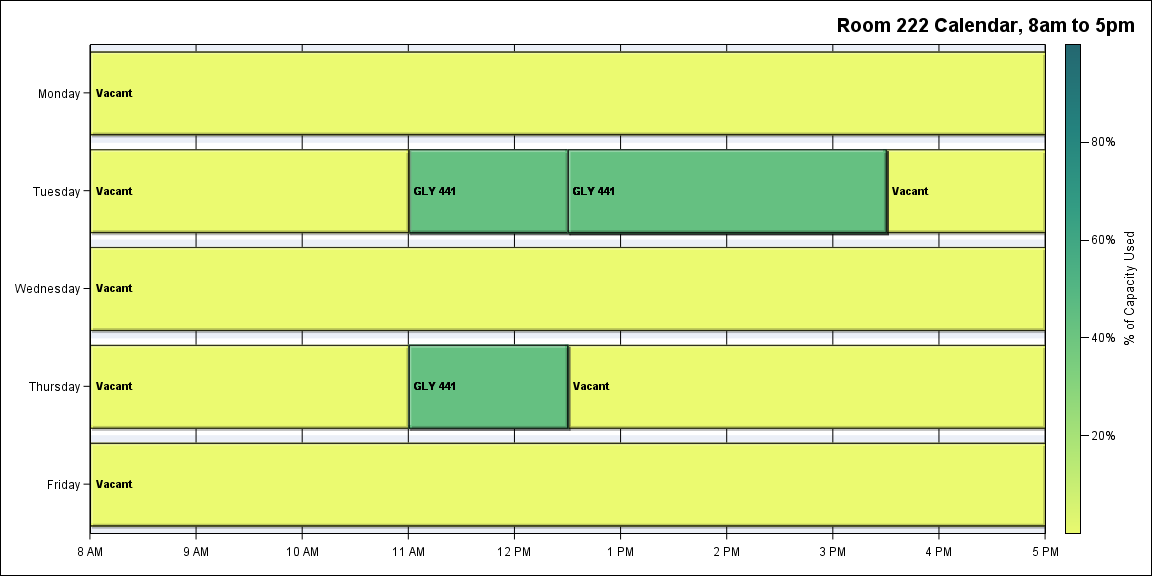 Room 222 Calendar, 8am to 5pm
Monday
Vacant
Tuesday
Vacant
GLY 441
GLY 441
Vacant
Wednesday
Vacant
Thursday
Vacant
GLY 441
Vacant
Friday
Vacant
8 AM 9 AM 10 AM 11 AM 12 PM 1 PM 2 PM 3 PM 4 PM 5 PM
80%
60%
40%
20%
% of Capacity Used